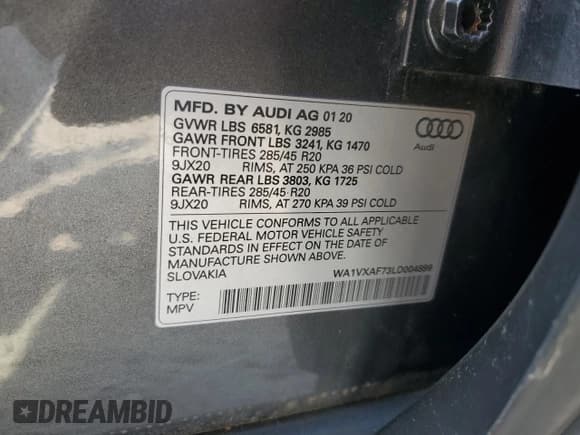 MFD. BY AUDI AG 01 20
GVWR LBS 6581, KG 2985
GAWR FRONT LBS 3241, KG 1470
FRONT-TIRES 285/45 R20
9JX20 RIMS, AT 250 KPA 36 PSI COLD
GAWR REAR LBS 3803, KG 1725
REAR-TIRES 285/45 R20
9JX20 RIMS, AT 270 KPA 39 PSI COLD
THIS VEHICLE CONFORMS TO ALL APPLICABLE
U.S. FEDERAL MOTOR VEHICLE SAFETY
STANDARDS IN EFFECT ON THE DATE OF
MANUFACTURE SHOWN ABOVE.
SLOVAKIA
TYPE:
MPV
Audi
DREAMBID